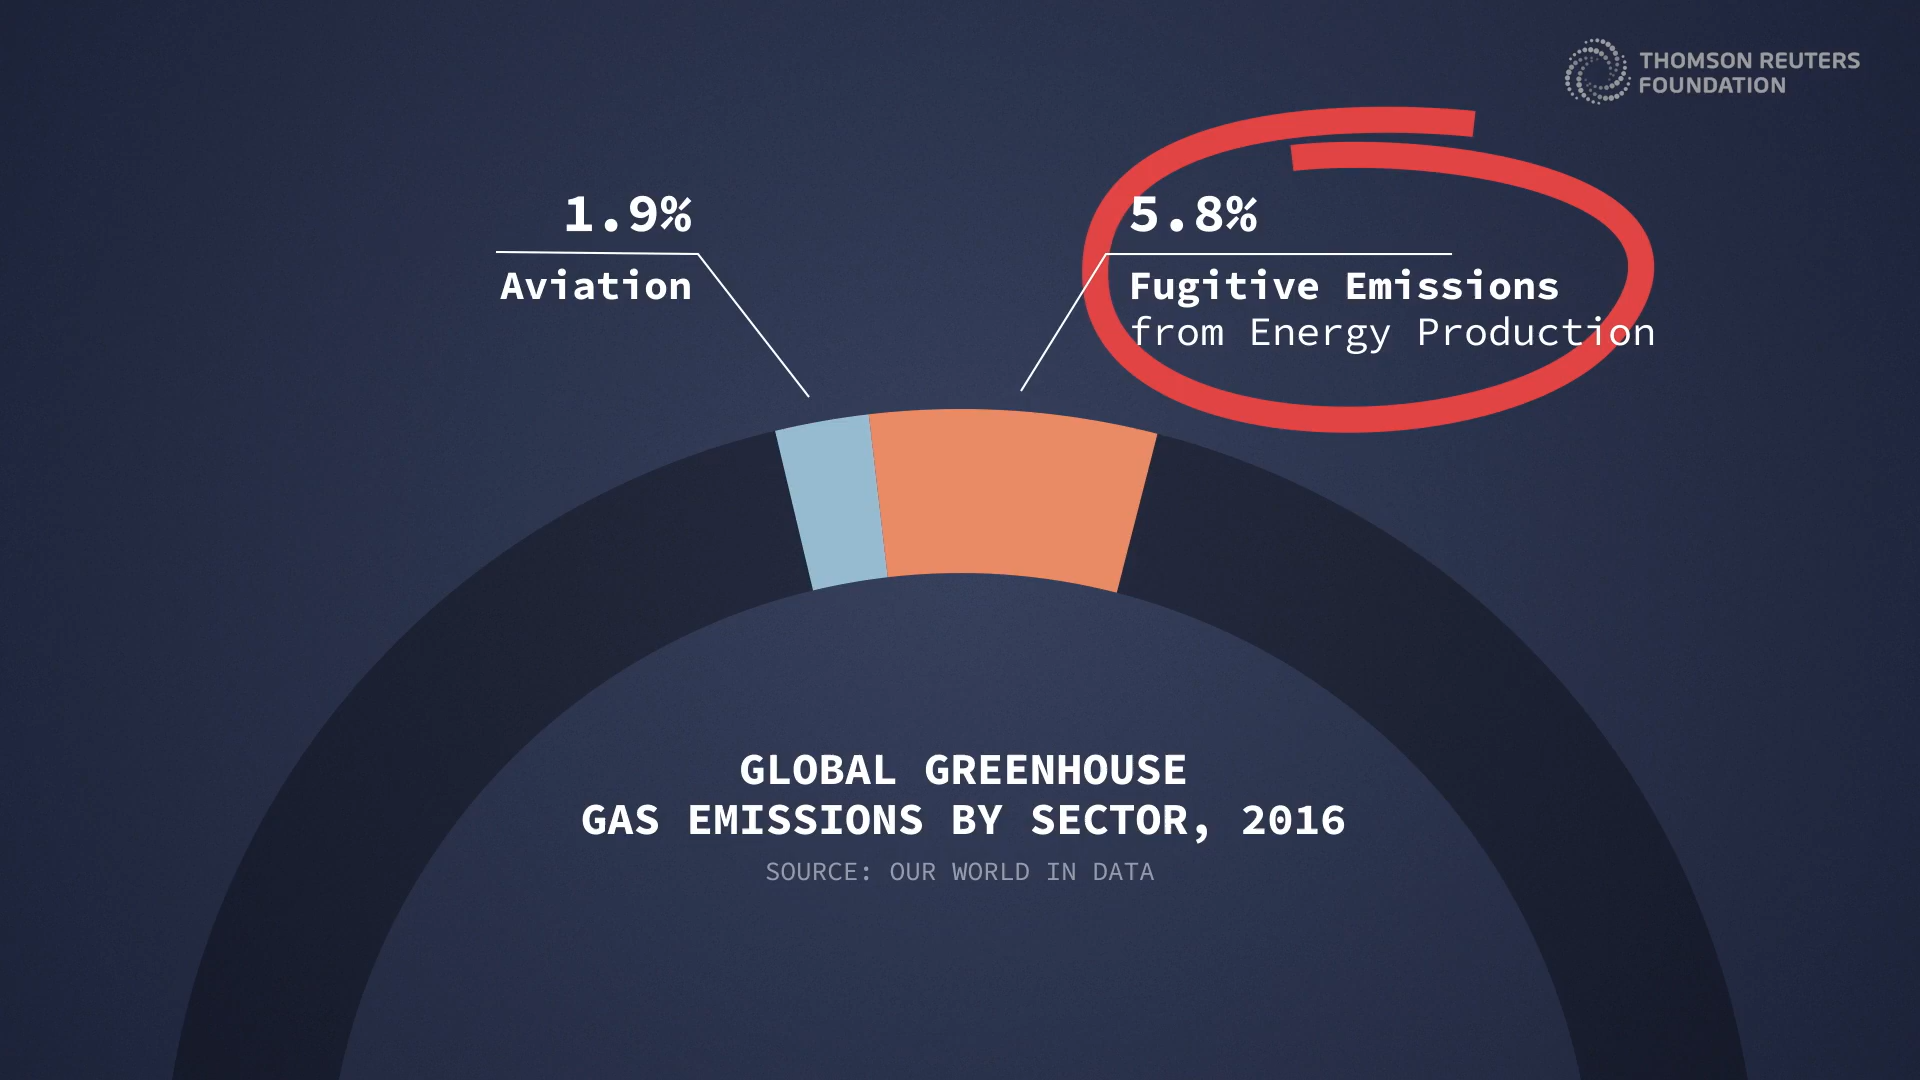 THOMSON REUTERS
FOUNDATION
1.9%
Aviation
5.8%
Fugitive Emissions
from Energy Production
GLOBAL GREENHOUSE
GAS EMISSIONS BY SECTOR, 2016
SOURCE: OUR WORLD IN DATA